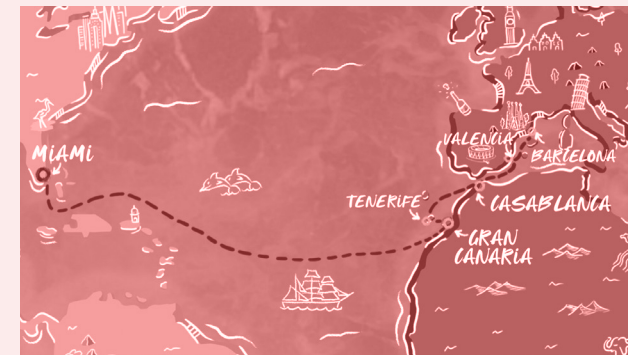 MiAMi
VALENCiA
BARCELONA
TENERiFE
CASABLANCA
GRAN
CANARiA